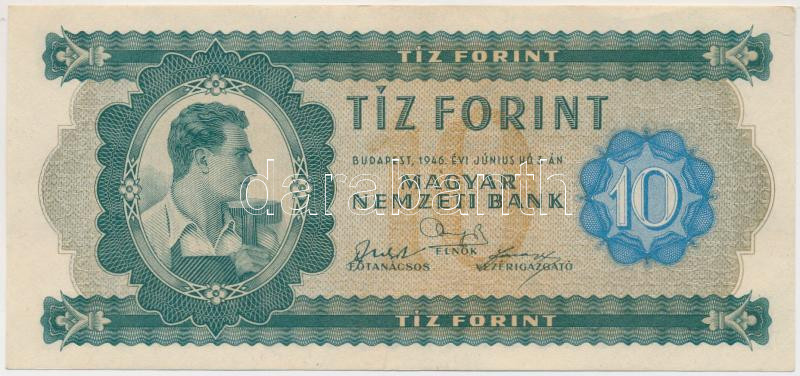 TÍZ FORINT
TÍZ FORINT
BUDAPEST, 1946. ÉVI JÚNIUS HÓ 3-ÁN
MAGYAR
NEMZETI BANK
10
ELNÖK
FŐTANÁCSOS VEZÉRIGAZGATÓ
TÍZ FORINT
darabanth